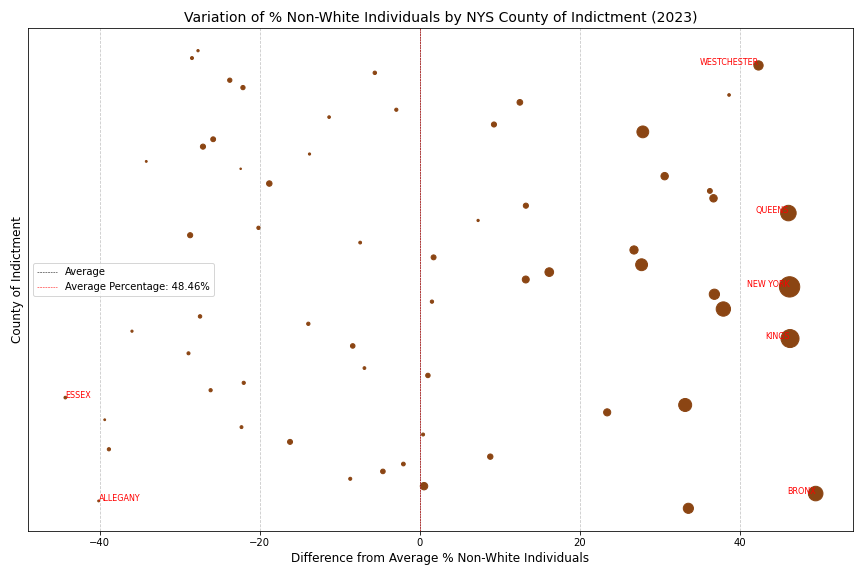 Variation of % Non-White Individuals by NYS County of Indictment (2023)
WESTCHESTER
QUEENS
NEW YORK
KINGS
ESSEX
ALLEGANY
BRONX
Average
Average Percentage: 48.46%
County of Indictment
−40
−20
0
20
40
Difference from Average % Non-White Individuals